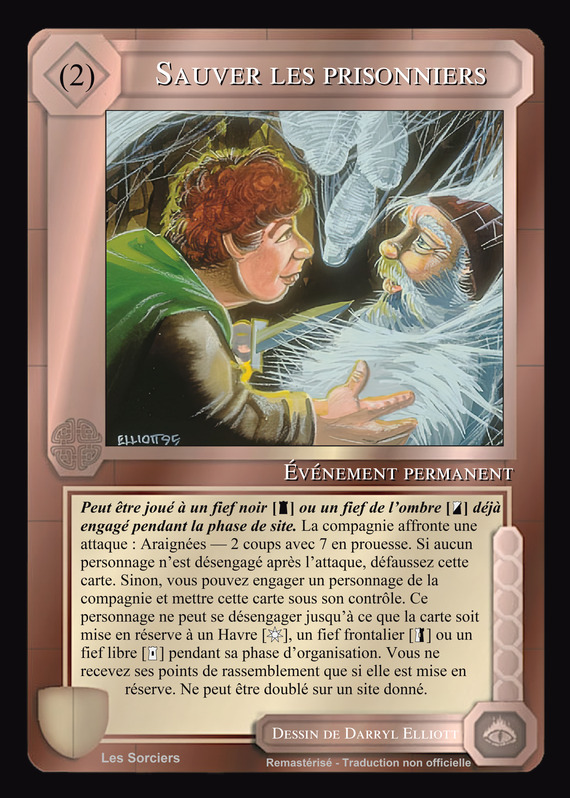 (2)
Sauver les prisonniers
ELLIOTT95
Événement permanent
Peut être joué à un fief noir [] ou un fief de l'ombre [] déjà
engagé pendant la phase de site. La compagnie affronte une
attaque : Araignées — 2 coups avec 7 en prouesse. Si aucun
personnage n'est désengagé après l'attaque, défaussez cette
carte. Sinon, vous pouvez engager un personnage de la
compagnie et mettre cette carte sous son contrôle. Ce
personnage ne peut se désengager jusqu'à ce que la carte soit
mise en réserve à un Havre [], un fief frontalier [] ou un
fief libre [] pendant sa phase d'organisation. Vous ne
recevez ses points de rassemblement que si elle est mise en
réserve. Ne peut être doublé sur un site donné.
Dessin de Darryl Elliott
Les Sorciers
Remastérisé - Traduction non officielle